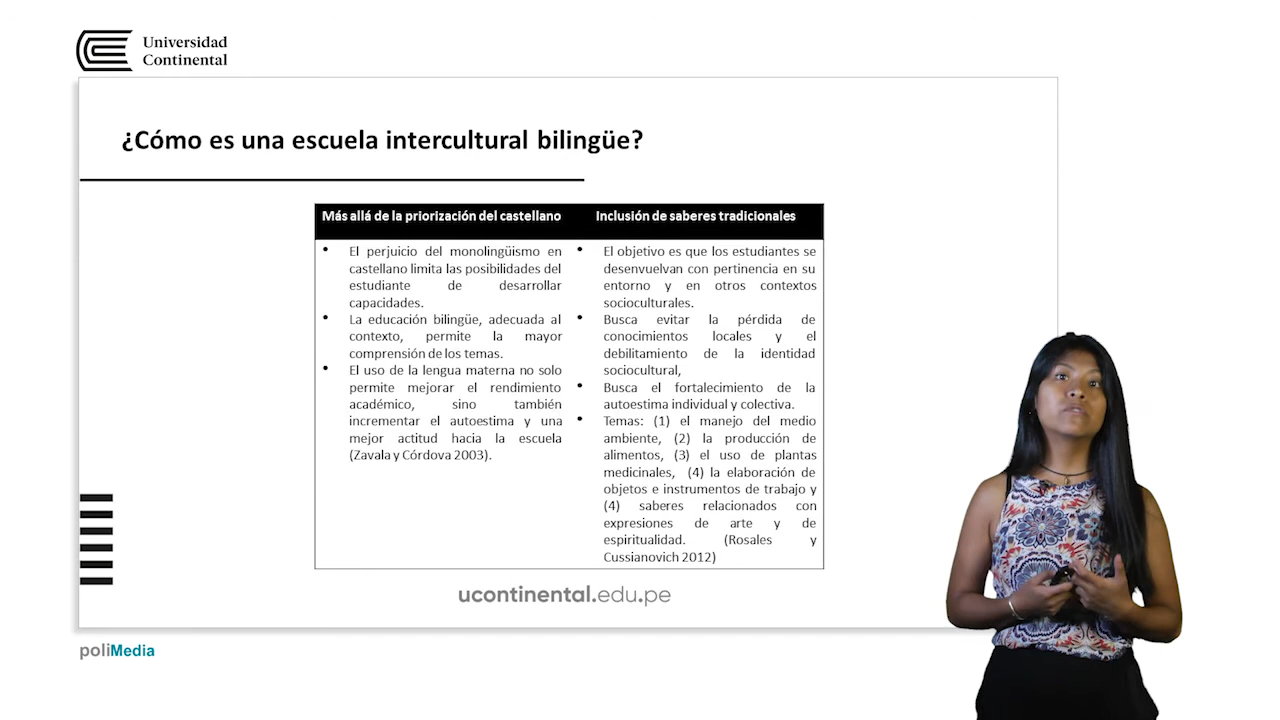 Universidad
Continental
¿Cómo es una escuela intercultural bilingüe?
Más allá de la priorización del castellano
• El perjuicio del monolingüismo en
castellano limita las posibilidades del
estudiante de desarrollar
capacidades.
• La educación bilingüe, adecuada al
contexto, permite la mayor
comprensión de los temas.
• El uso de la lengua materna no solo
permite mejorar el rendimiento
académico, sino también
incrementar el autoestima y una
mejor actitud hacia la escuela
(Zavala y Córdova 2003).
Inclusión de saberes tradicionales
• El objetivo es que los estudiantes se
desenvuelvan con pertinencia en su
entorno y en otros contextos
socioculturales.
• Busca evitar la pérdida de
conocimientos locales y el
debilitamiento de la identidad
sociocultural,
• Busca el fortalecimiento de la
autoestima individual y colectiva.
• Temas: (1) el manejo del medio
ambiente, (2) la producción de
alimentos, (3) el uso de plantas
medicinales, (4) la elaboración de
objetos e instrumentos de trabajo y
(4) saberes relacionados con
expresiones de arte y de
espiritualidad. (Rosales y
Cussianovich 2012)
ucontinental.edu.pe
poliMedia